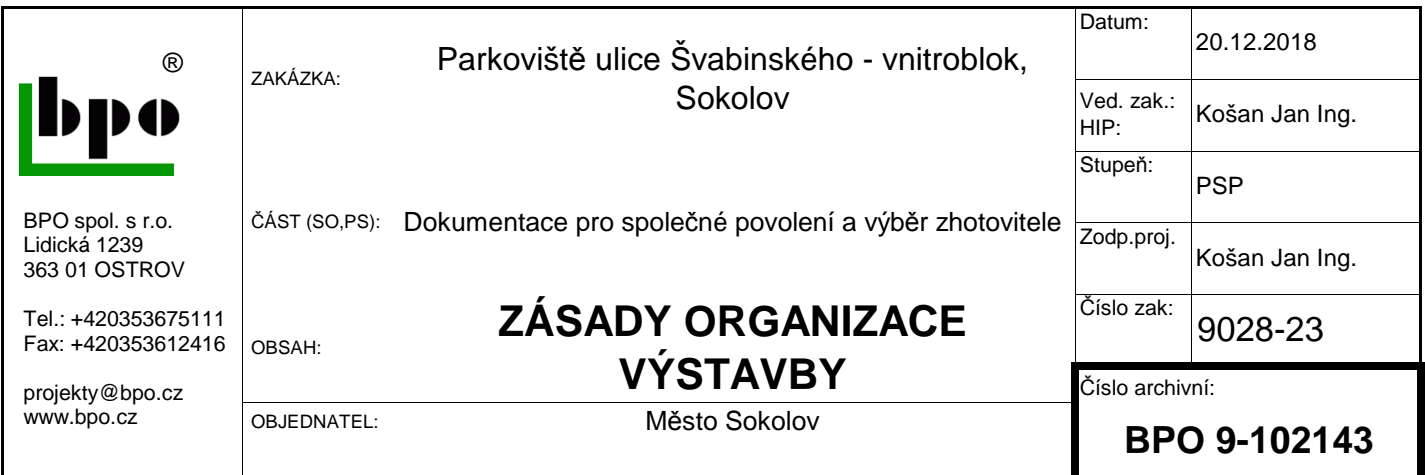 ®
bpo
BPO spol. s r.o.
Lidická 1239
363 01 OSTROV
Tel.: +420353675111
Fax: +420353612416
projekty@bpo.cz
www.bpo.cz
ZAKÁZKA:
Parkoviště ulice Švabinského - vnitroblok,
Sokolov
ČÁST (SO,PS): Dokumentace pro společné povolení a výběr zhotovitele
OBSAH:
ZÁSADY ORGANIZACE
VÝSTAVBY
OBJEDNATEL: Město Sokolov
Datum: 20.12.2018
Ved. zak.:
HIP: Košan Jan Ing.
Stupeň: PSP
Zodp.proj. Košan Jan Ing.
Číslo zak: 9028-23
Číslo archivní:
BPO 9-102143